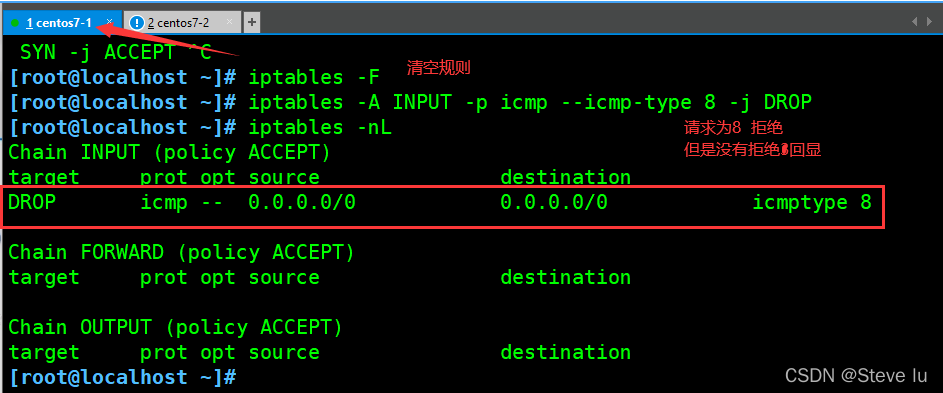 1 centos7-1 × 2 centos7-2 × +
SYN -j ACCEPT ^C
[root@localhost ~]# iptables -F
清空规则
[root@localhost ~]# iptables -A INPUT -p icmp --icmp-type 8 -j DROP
[root@localhost ~]# iptables -nL
请求为8 拒绝
但是没有拒绝 回显
Chain INPUT (policy ACCEPT)
target prot opt source destination
DROP icmp -- 0.0.0.0/0 0.0.0.0/0 icmptype 8
Chain FORWARD (policy ACCEPT)
target prot opt source destination
Chain OUTPUT (policy ACCEPT)
target prot opt source destination
[root@localhost ~]#
CSDN @Steve lu